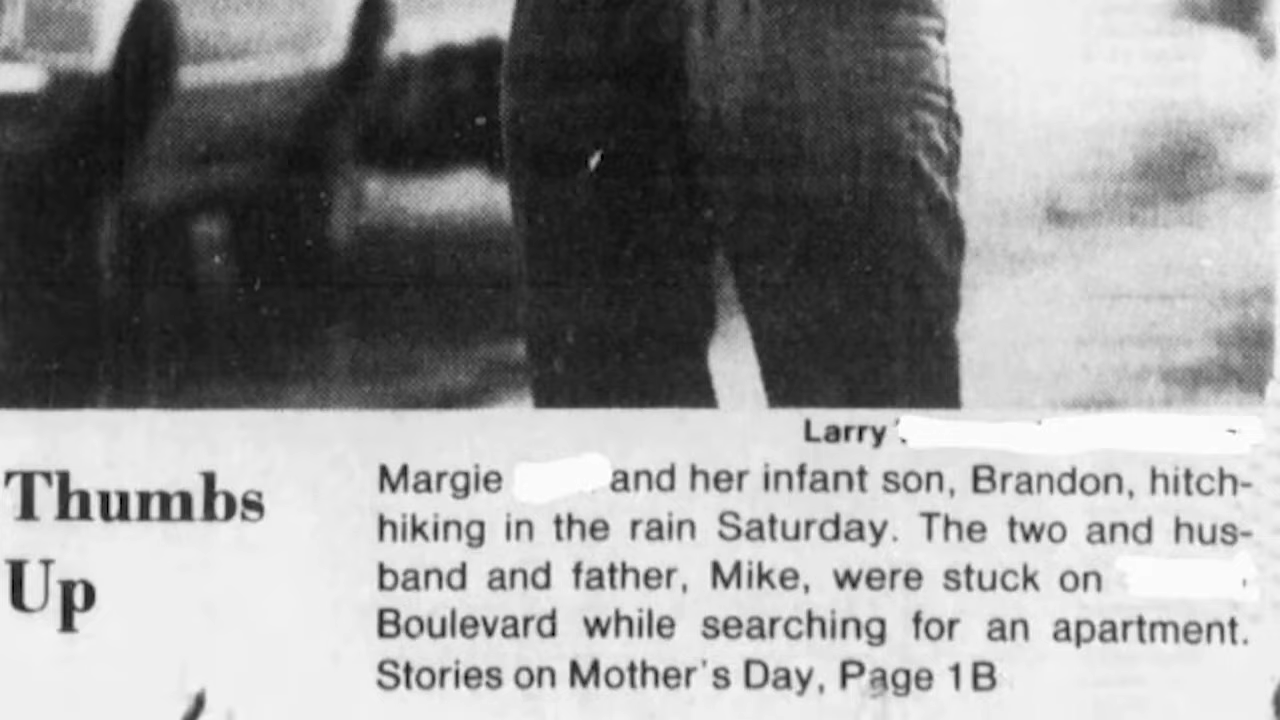 Larry
Thumbs
Up
Margie and her infant son, Brandon, hitch-
hiking in the rain Saturday. The two and hus-
band and father, Mike, were stuck on
Boulevard while searching for an apartment.
Stories on Mother's Day, Page 1B